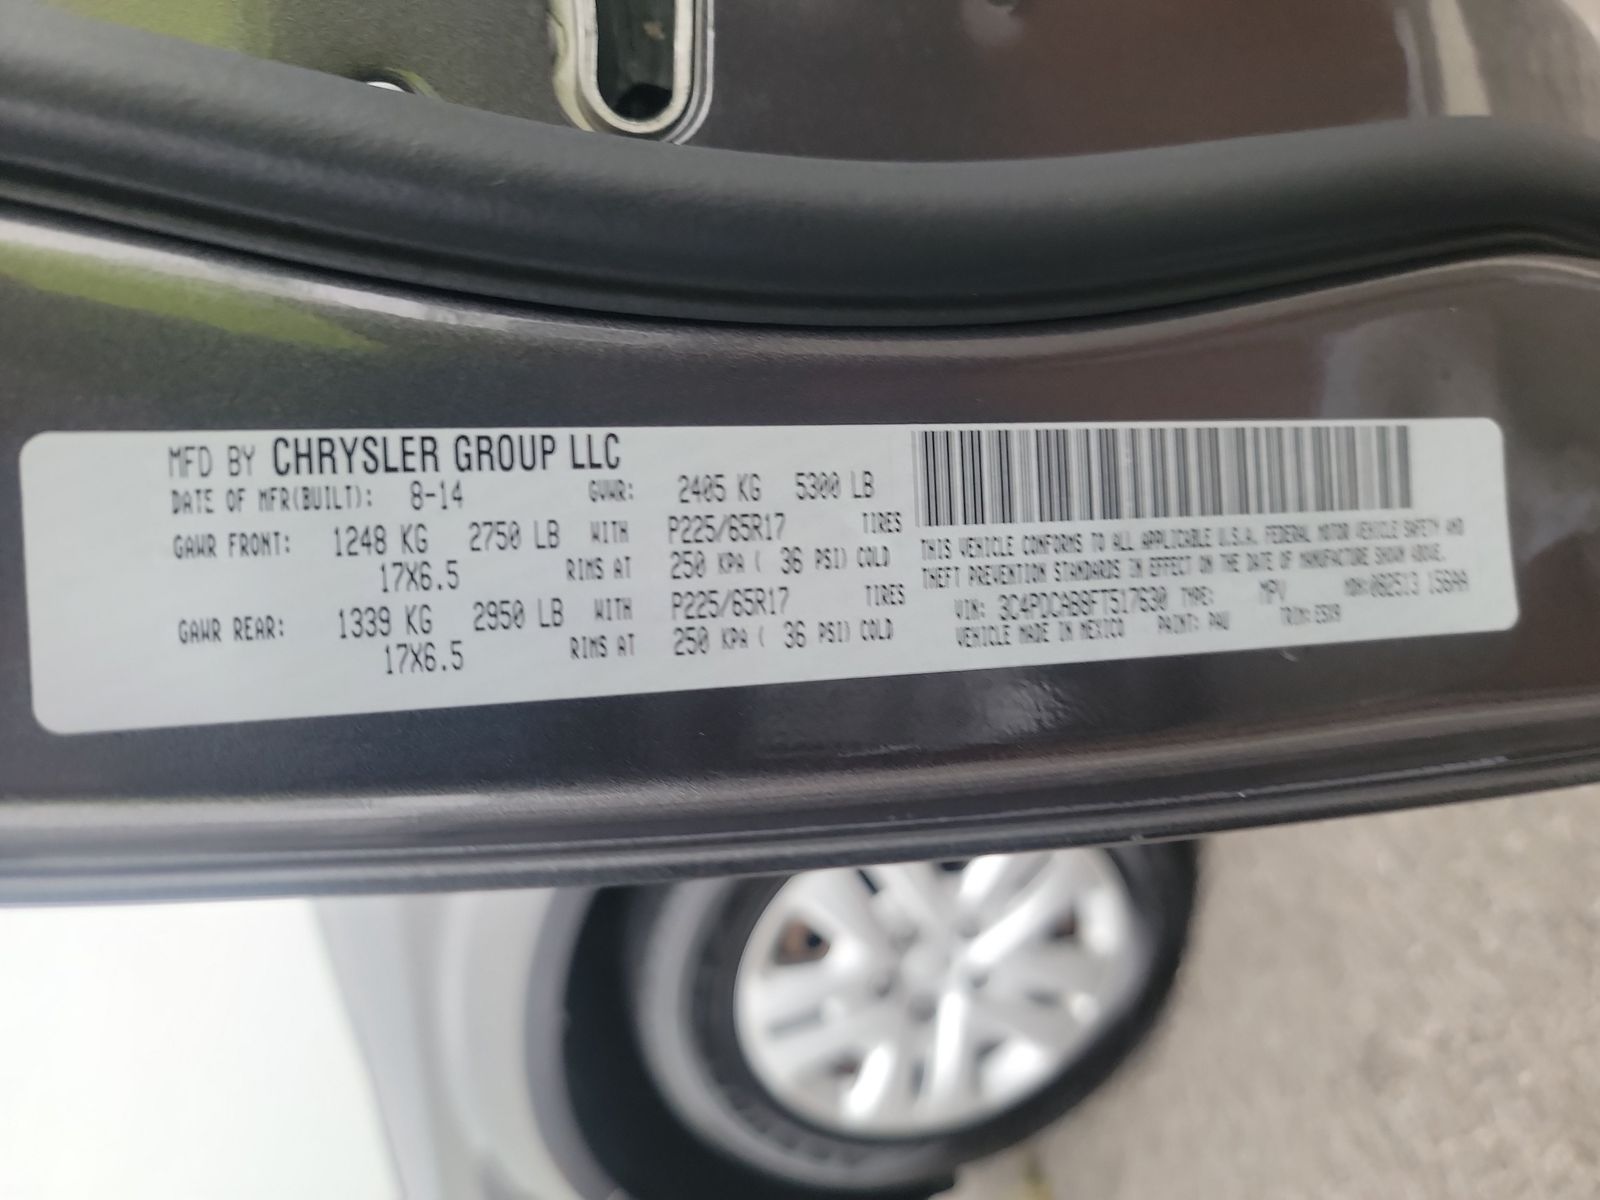 MFD BY CHRYSLER GROUP LLC
DATE OF MFR(BUILT): 8-14 GVWR: 2405 KG 5300 LB
GAWR FRONT: 1248 KG 2750 LB WITH P225/65R17 TIRES
17X6.5 RIMS AT 250 KPA ( 36 PSI) COLD
GAWR REAR: 1339 KG 2950 LB WITH P225/65R17 TIRES
17X6.5 RIMS AT 250 KPA ( 36 PSI) COLD
THIS VEHICLE CONFORMS TO ALL APPLICABLE U.S.A. FEDERAL MOTOR VEHICLE SAFETY AND
THEFT PREVENTION STANDARDS IN EFFECT ON THE DATE OF MANUFACTURE SHOWN ABOVE.
VIN: 3C4PDCAB8FT517630 TYPE: MPV MDH:062513 156AA
VEHICLE MADE IN MEXICO PAINT: PAU TRIM: